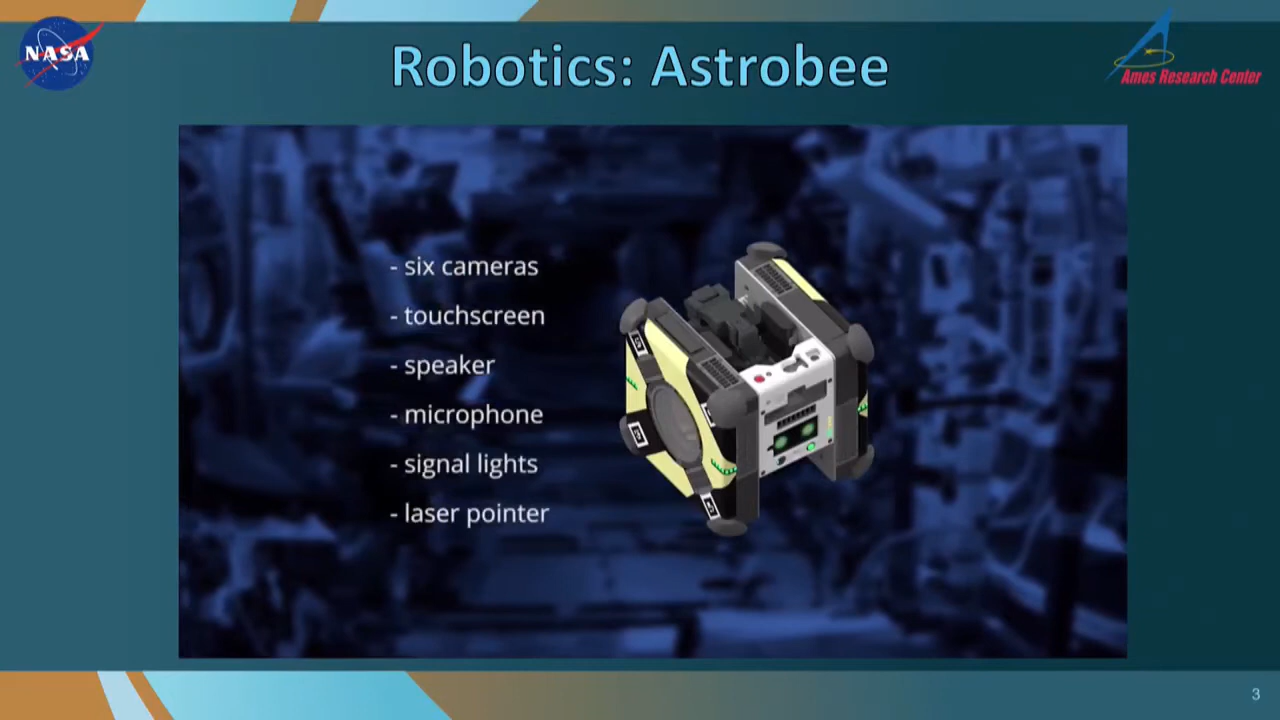 NASA
Robotics: Astrobee
Ames Research Center
- six cameras
- touchscreen
- speaker
- microphone
- signal lights
- laser pointer
3